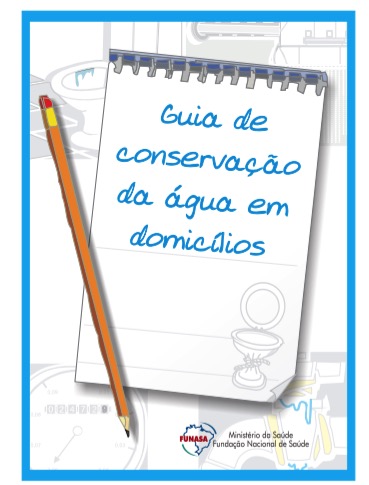 Guia de
conservação
da água em
domicílios
FUNASA
Ministério da Saúde
Fundação Nacional de Saúde